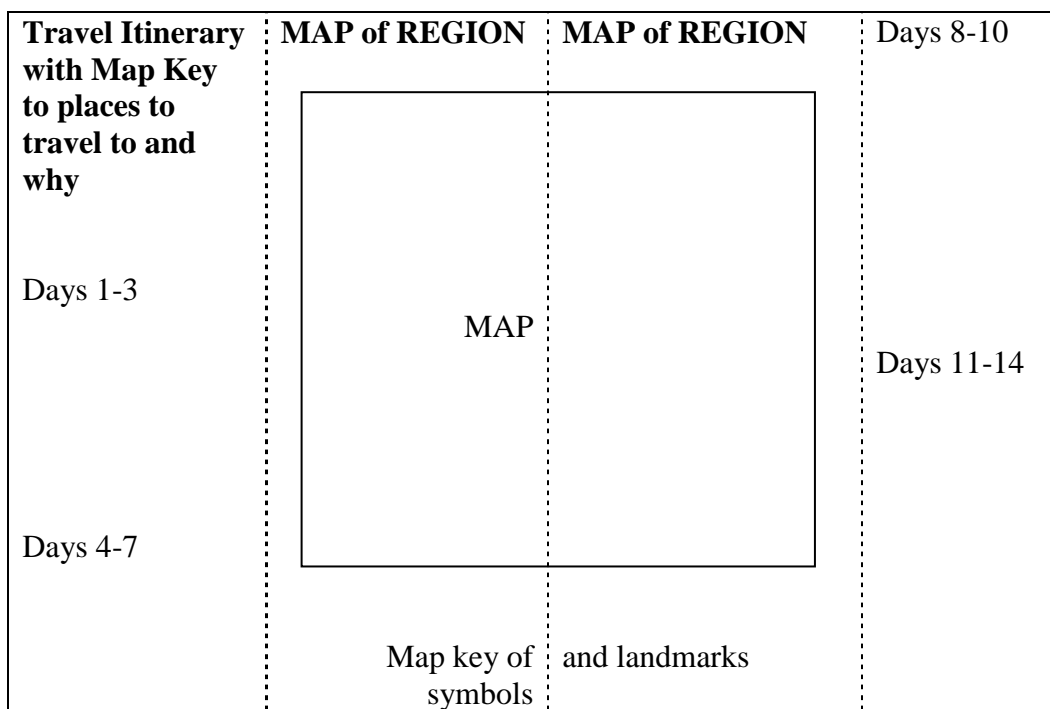 Travel Itinerary
with Map Key
to places to
travel to and
why
Days 1-3
Days 4-7
MAP of REGION
MAP
Map key of
symbols
MAP of REGION
and landmarks
Days 8-10
Days 11-14